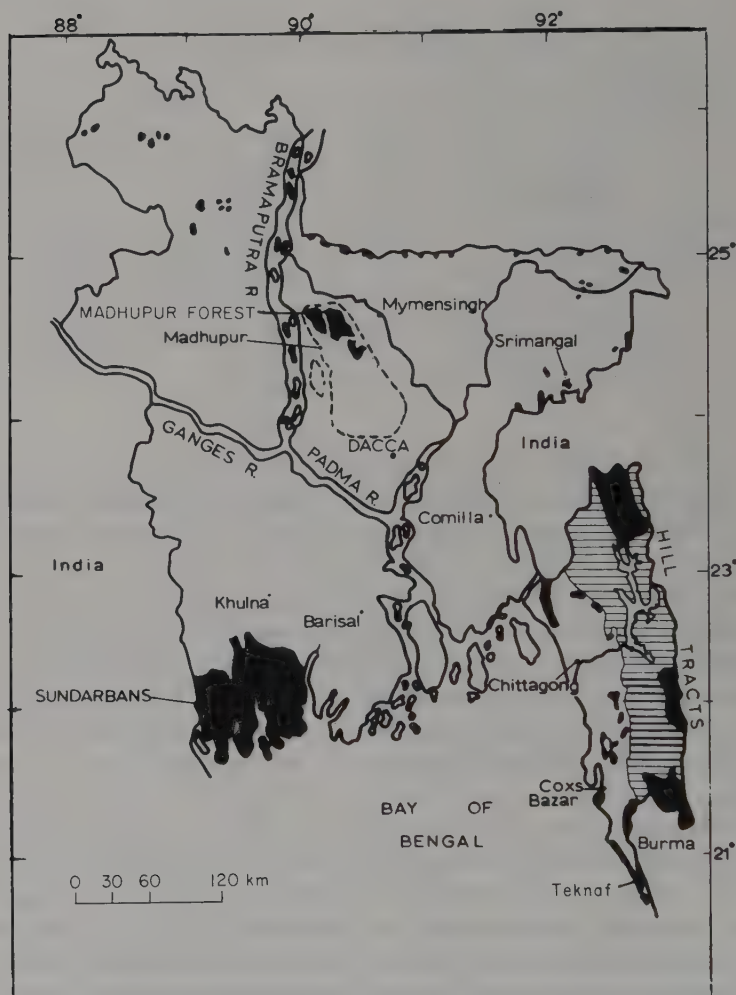 88°
90°
92°
BRAMAPUTRA R
25°
MADHUPUR FOREST
Mymensingh
Madhupur
Srimangal
GANGES R.
PADMA R.
DACCA
India
Comilla
HILL TRACTS
India
23°
Khulna
Barisal
SUNDARBANS
Chittagong
Coxs
Bazar
BAY OF
BENGAL
Burma
21°
0 30 60 120 km
Teknaf